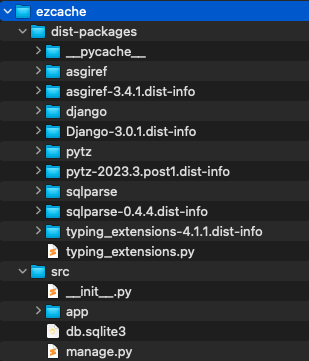 ezcache
dist-packages
__pycache__
asgiref
asgiref-3.4.1.dist-info
django
Django-3.0.1.dist-info
pytz
pytz-2023.3.post1.dist-info
sqlparse
sqlparse-0.4.4.dist-info
typing_extensions-4.1.1.dist-info
typing_extensions.py
src
__init__.py
app
db.sqlite3
manage.py